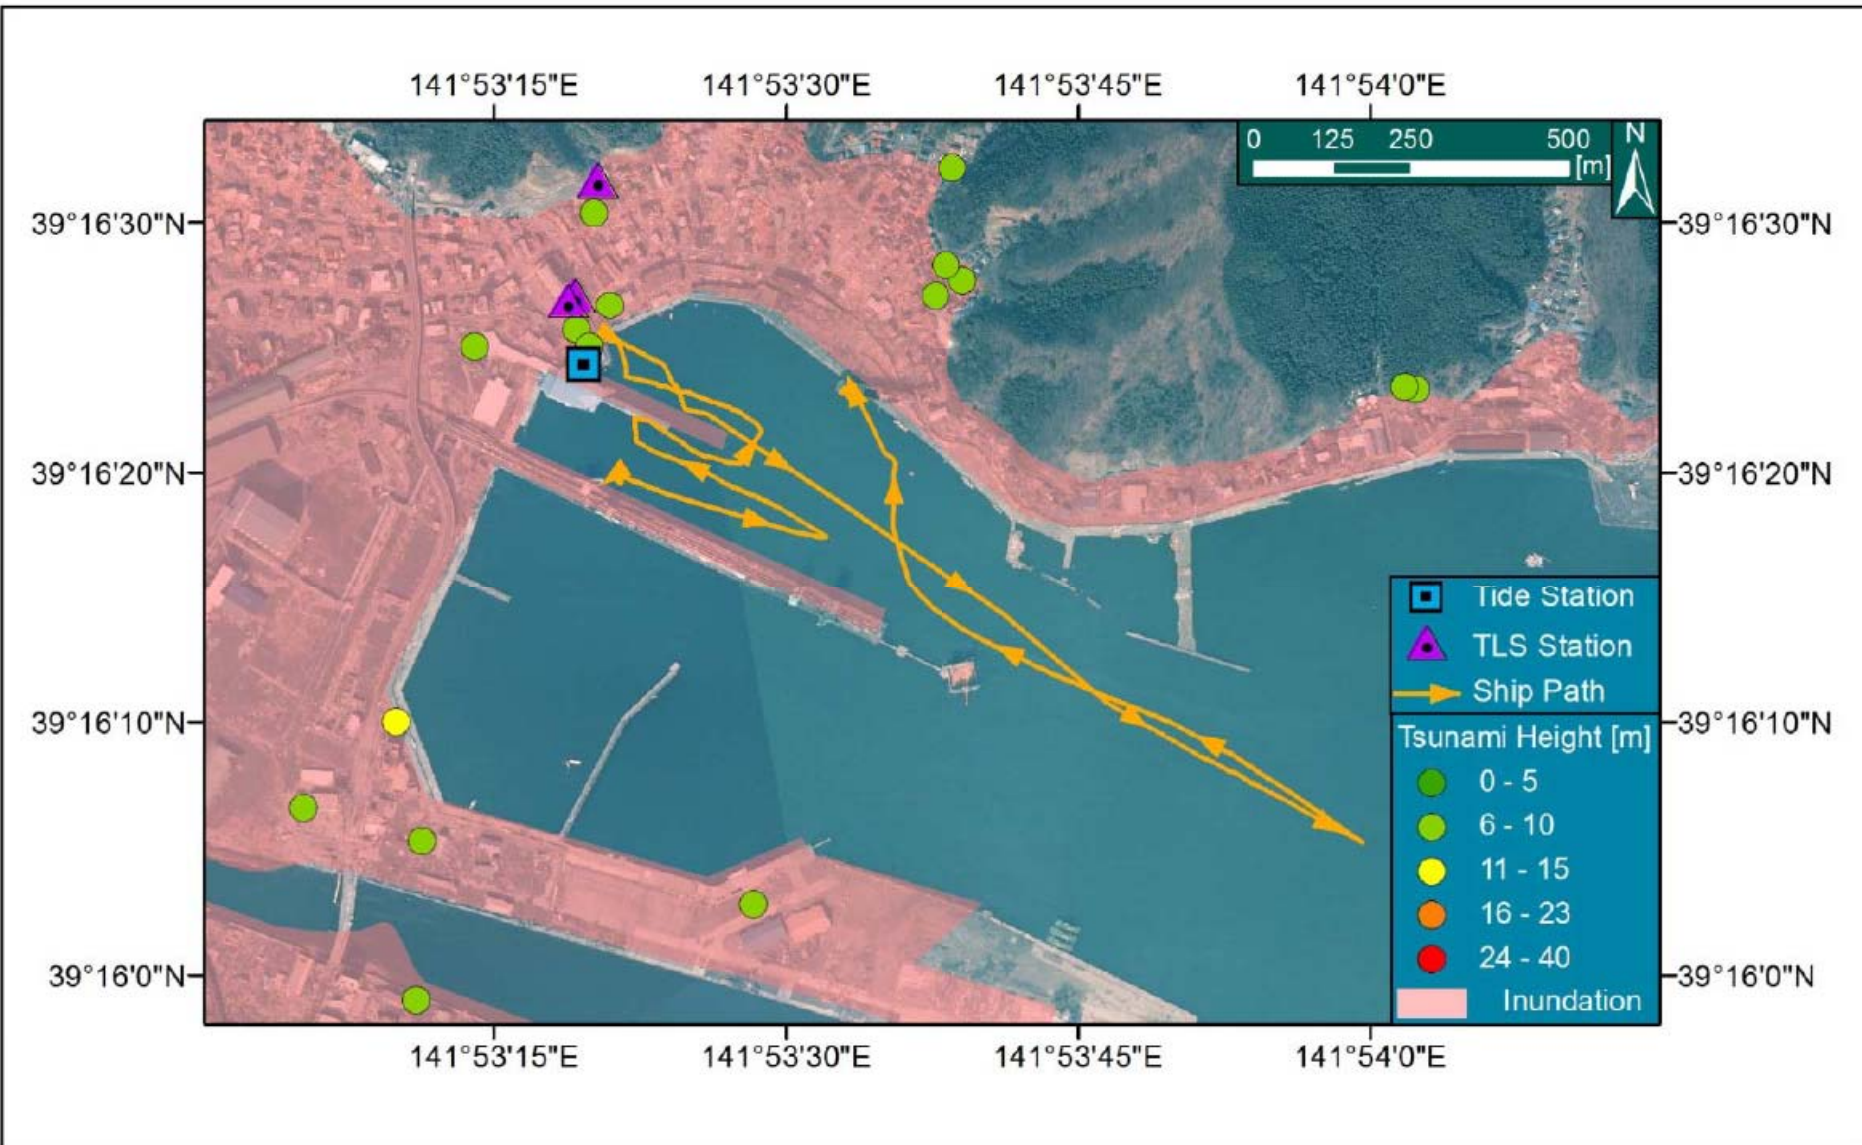 141°53'15"E 141°53'30"E 141°53'45"E 141°54'0"E
0 125 250 500
[m]
N
39°16'30"N 39°16'30"N
39°16'20"N 39°16'20"N
Tide Station
TLS Station
Ship Path
39°16'10"N 39°16'10"N
Tsunami Height [m]
0 - 5
6 - 10
11 - 15
16 - 23
24 - 40
39°16'0"N 39°16'0"N
Inundation
141°53'15"E 141°53'30"E 141°53'45"E 141°54'0"E